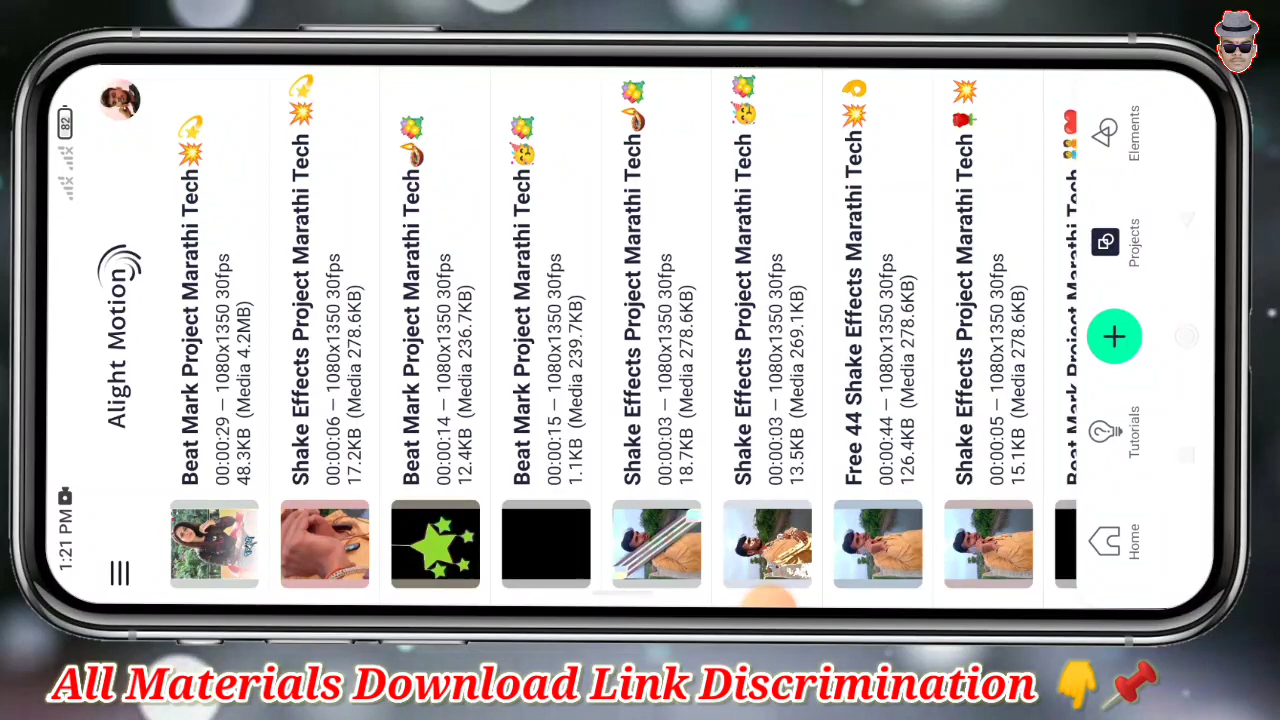 1:21 PM
82
Alight Motion
Beat Mark Project Marathi Tech💥💫
00:00:29 – 1080x1350 30fps
48.3KB (Media 4.2MB)
Shake Effects Project Marathi Tech 💥💫
00:00:06 – 1080x1350 30fps
17.2KB (Media 278.6KB)
Beat Mark Project Marathi Tech🪔💐
00:00:14 – 1080x1350 30fps
12.4KB (Media 236.7KB)
Beat Mark Project Marathi Tech🥳💐
00:00:15 – 1080x1350 30fps
1.1KB (Media 239.7KB)
Shake Effects Project Marathi Tech🪔💐
00:00:03 – 1080x1350 30fps
18.7KB (Media 278.6KB)
Shake Effects Project Marathi Tech 🥳💐
00:00:03 – 1080x1350 30fps
13.5KB (Media 269.1KB)
Free 44 Shake Effects Marathi Tech💥👌
00:00:44 – 1080x1350 30fps
126.4KB (Media 278.6KB)
Shake Effects Project Marathi Tech 🌹💥
00:00:05 – 1080x1350 30fps
15.1KB (Media 278.6KB)
Beat Mark Project Marathi Tech 👥❤️
Home
Tutorials
+
Projects
Elements
All Materials Download Link Discrimination 👇📌